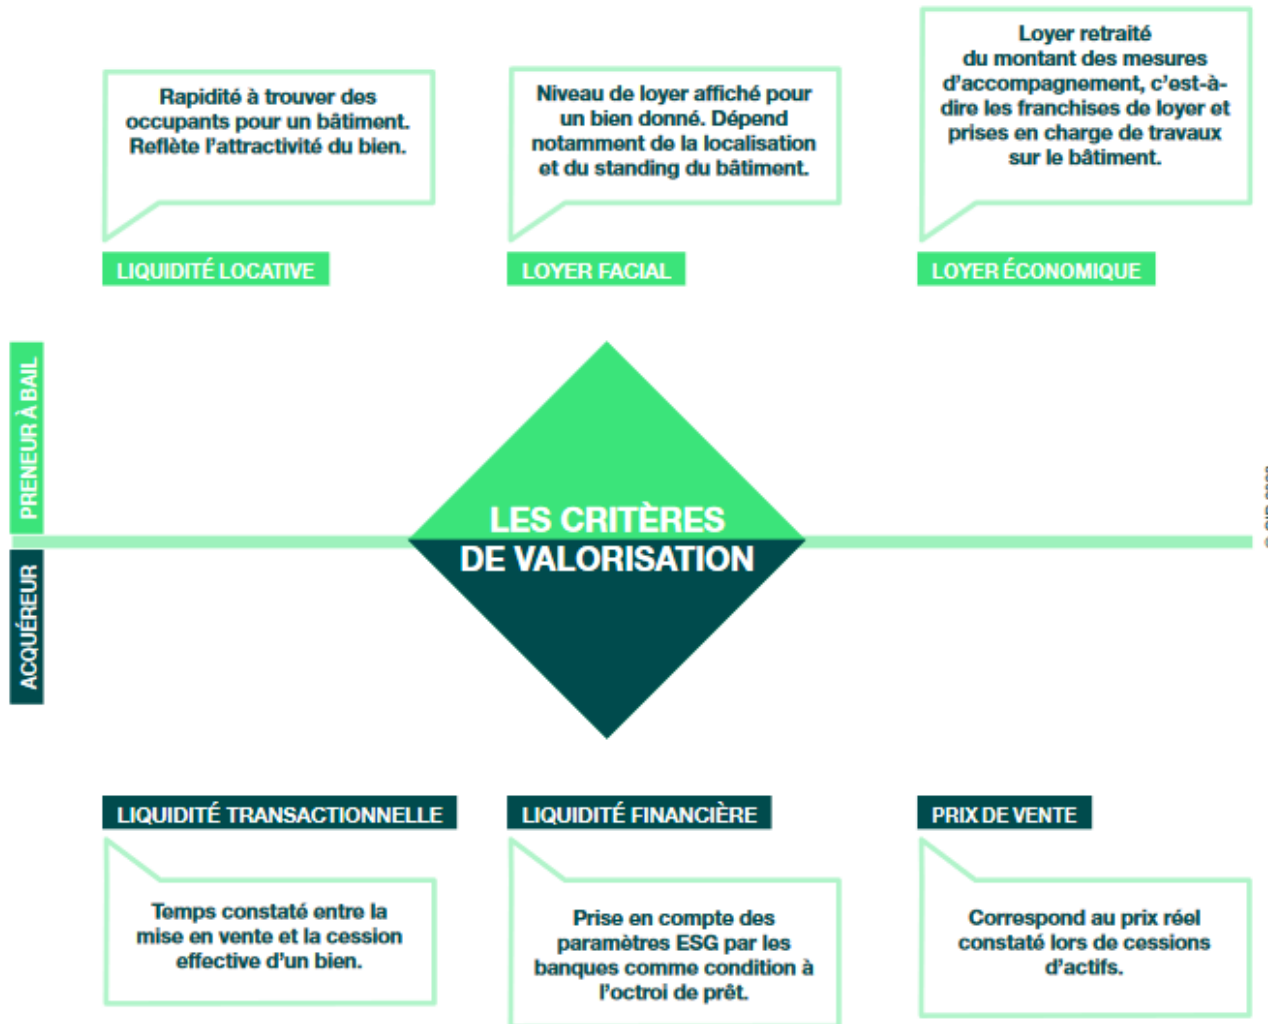 Rapidité à trouver des
occupants pour un bâtiment.
Reflète l'attractivité du bien.
LIQUIDITÉ LOCATIVE
Niveau de loyer affiché pour
un bien donné. Dépend
notamment de la localisation
et du standing du bâtiment.
LOYER FACIAL
Loyer retraité
du montant des mesures
d'accompagnement, c'est-à-
dire les franchises de loyer et
prises en charge de travaux
sur le bâtiment.
LOYER ÉCONOMIQUE
PRENEUR À BAIL
LES CRITÈRES
DE VALORISATION
ACQUÉREUR
LIQUIDITÉ TRANSACTIONNELLE
Temps constaté entre la
mise en vente et la cession
effective d'un bien.
LIQUIDITÉ FINANCIÈRE
Prise en compte des
paramètres ESG par les
banques comme condition à
l'octroi de prêt.
PRIX DE VENTE
Correspond au prix réel
constaté lors de cessions
d'actifs.